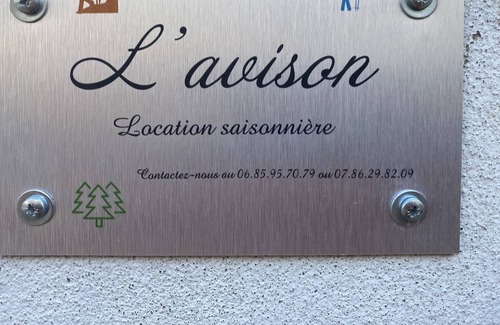 L'avison
Location saisonnière
Contactez-nous au 06.85.95.70.79 ou 07.86.29.82.09